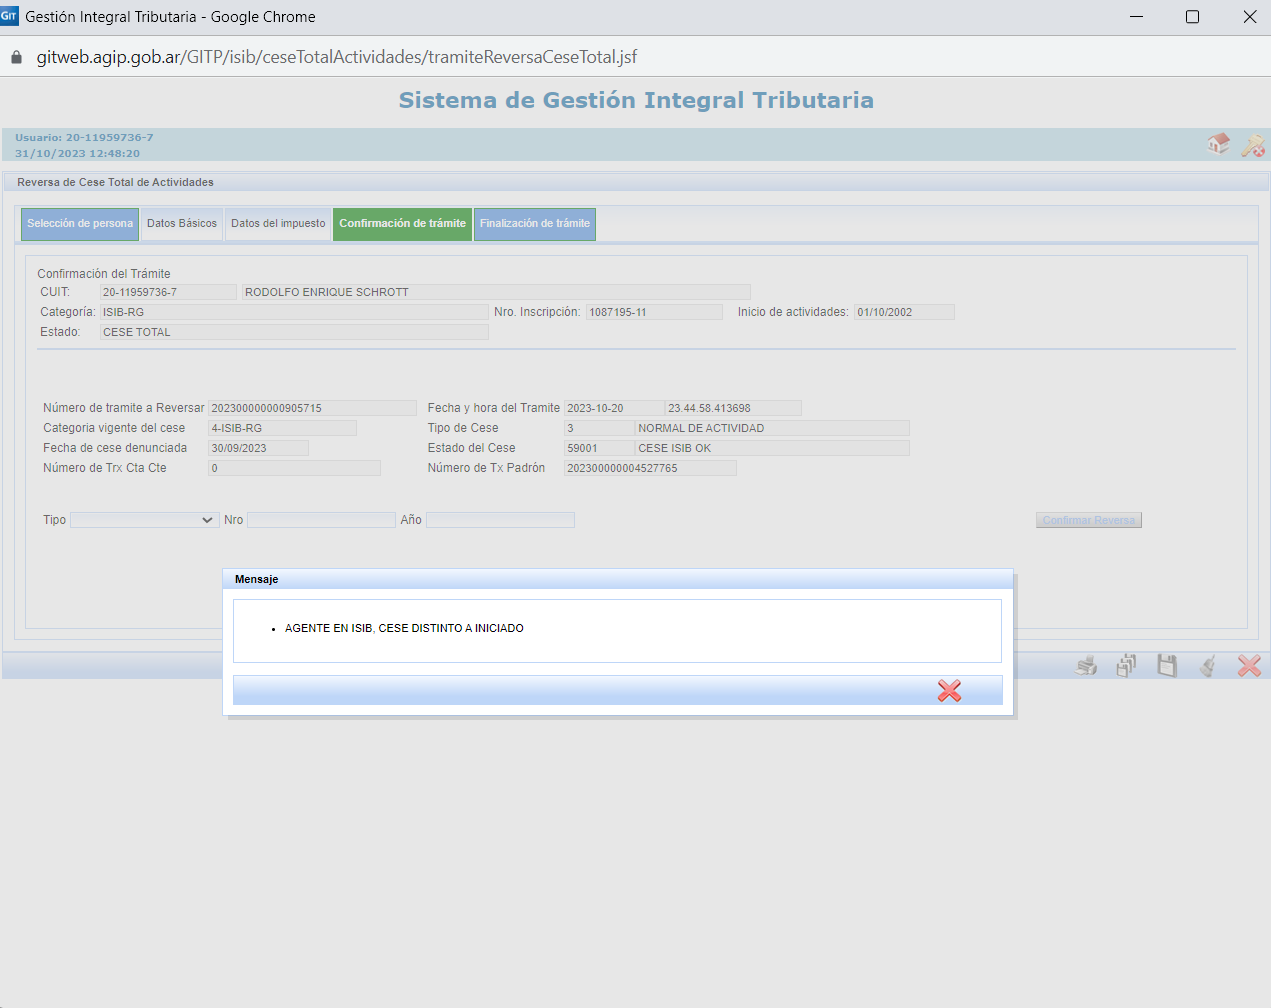 GIT Gestión Integral Tributaria - Google Chrome
gitweb.agip.gob.ar/GITP/isib/ceseTotalActividades/tramiteReversaCeseTotal.jsf
Sistema de Gestión Integral Tributaria
Usuario: 20-11959736-7
31/10/2023 12:48:20
Reversa de Cese Total de Actividades
Selección de persona Datos Básicos Datos del impuesto Confirmación de trámite Finalización de trámite
Confirmación del Trámite
CUIT: 20-11959736-7 RODOLFO ENRIQUE SCHROTT
Categoría: ISIB-RG Nro. Inscripción: 1087195-11 Inicio de actividades: 01/10/2002
Estado: CESE TOTAL
Número de tramite a Reversar 202300000000905715 Fecha y hora del Tramite 2023-10-20 23.44.58.413698
Categoria vigente del cese 4-ISIB-RG Tipo de Cese 3 NORMAL DE ACTIVIDAD
Fecha de cese denunciada 30/09/2023 Estado del Cese 59001 CESE ISIB OK
Número de Trx Cta Cte 0 Número de Tx Padrón 202300000004527765
Tipo Nro Año Confirmar Reversa
Mensaje
• AGENTE EN ISIB, CESE DISTINTO A INICIADO